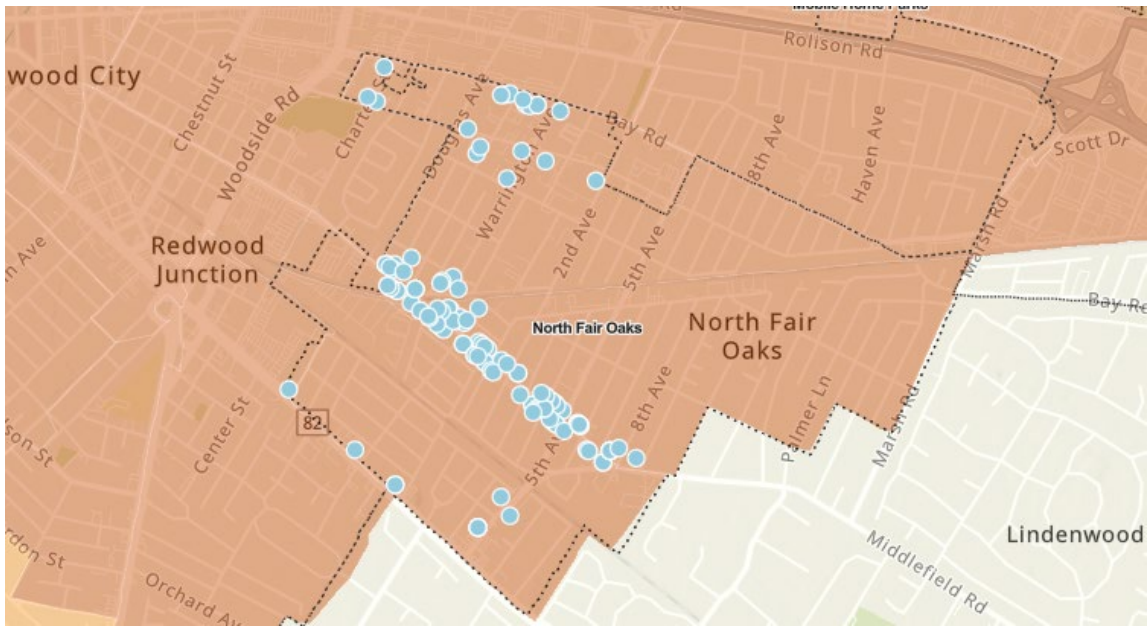 Mobile Home Parks
Rd
Rolison Rd
wood City
Chestnut St
Woodside Rd
Charter S
Douglas Ave
Warrington Ave
Bay Rd
8th Ave
Haven Ave
Scott Dr
Redwood
Junction
2nd Ave
5th Ave
Marsh Rd
Bay Rd
North Fair Oaks
North Fair
Oaks
82
Center St
5th Ave
8th Ave
Palmer Ln
Marsh Rd
Lindenwood
Middlefield Rd
Orchard Av
rdon St
son St
n Ave